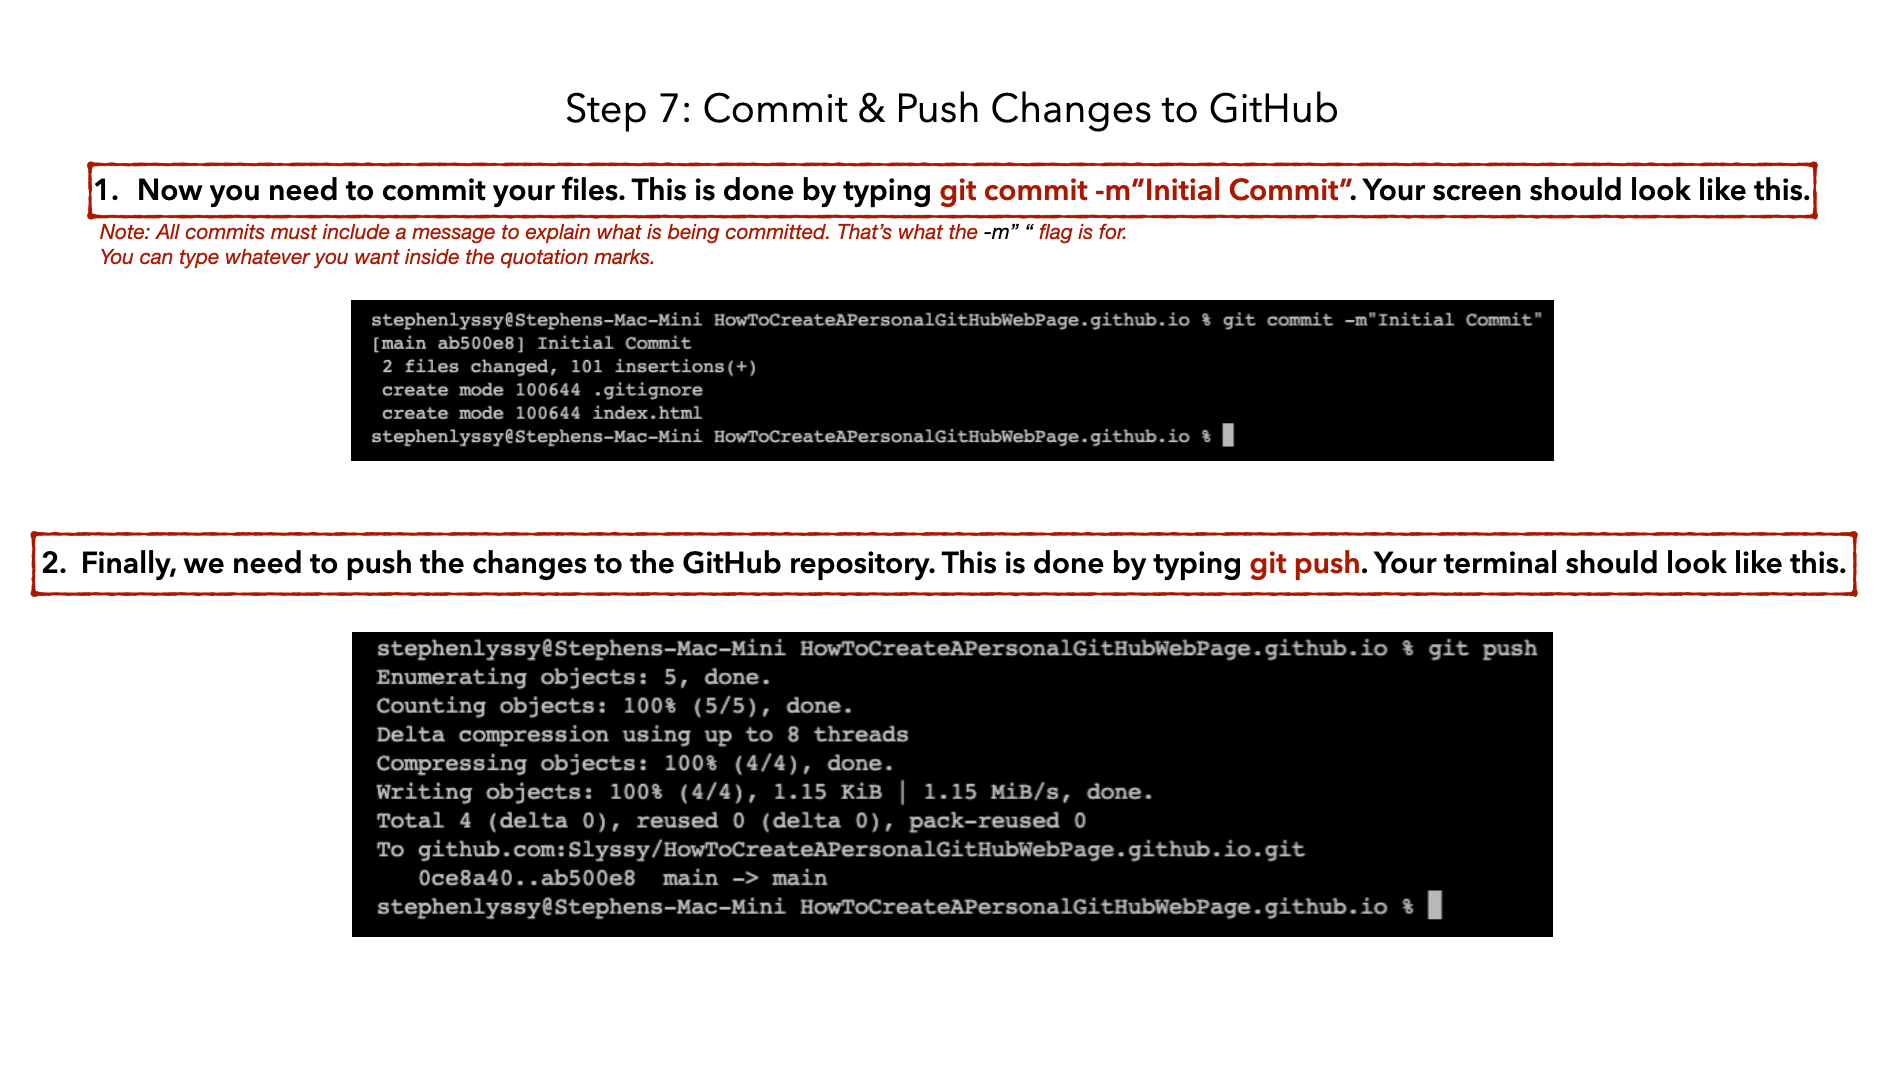 Step 7: Commit & Push Changes to GitHub
1. Now you need to commit your files. This is done by typing git commit -m”Initial Commit”. Your screen should look like this.
Note: All commits must include a message to explain what is being committed. That’s what the -m” “ flag is for.
You can type whatever you want inside the quotation marks.
stephenlyssy@Stephens-Mac-Mini HowToCreateAPersonalGitHubWebPage.github.io % git commit -m"Initial Commit"
[main ab500e8] Initial Commit
2 files changed, 101 insertions(+)
create mode 100644 .gitignore
create mode 100644 index.html
stephenlyssy@Stephens-Mac-Mini HowToCreateAPersonalGitHubWebPage.github.io %
2. Finally, we need to push the changes to the GitHub repository. This is done by typing git push. Your terminal should look like this.
stephenlyssy@Stephens-Mac-Mini HowToCreateAPersonalGitHubWebPage.github.io % git push
Enumerating objects: 5, done.
Counting objects: 100% (5/5), done.
Delta compression using up to 8 threads
Compressing objects: 100% (4/4), done.
Writing objects: 100% (4/4), 1.15 KiB | 1.15 MiB/s, done.
Total 4 (delta 0), reused 0 (delta 0), pack-reused 0
To github.com:Slyssy/HowToCreateAPersonalGitHubWebPage.github.io.git
0ce8a40..ab500e8 main -> main
stephenlyssy@Stephens-Mac-Mini HowToCreateAPersonalGitHubWebPage.github.io %